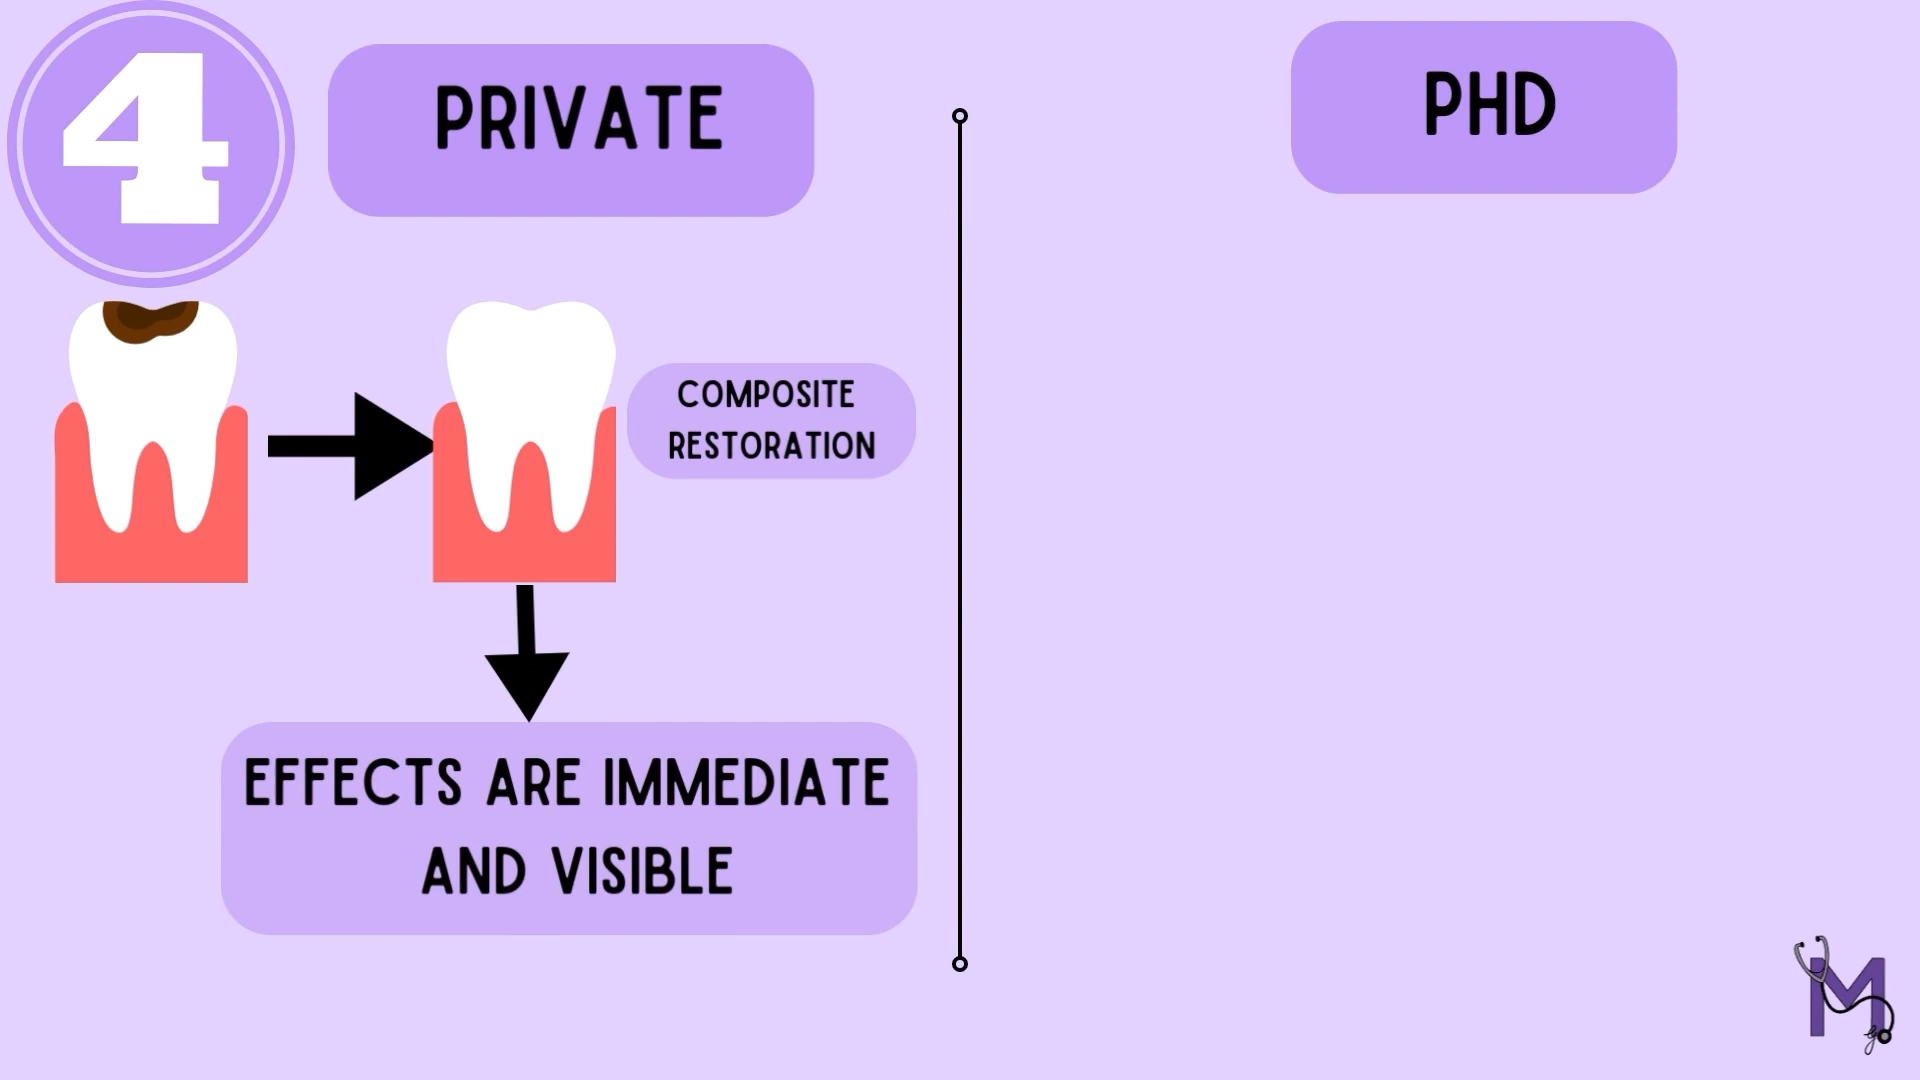 4
PRIVATE
PHD
COMPOSITE
RESTORATION
EFFECTS ARE IMMEDIATE
AND VISIBLE
M